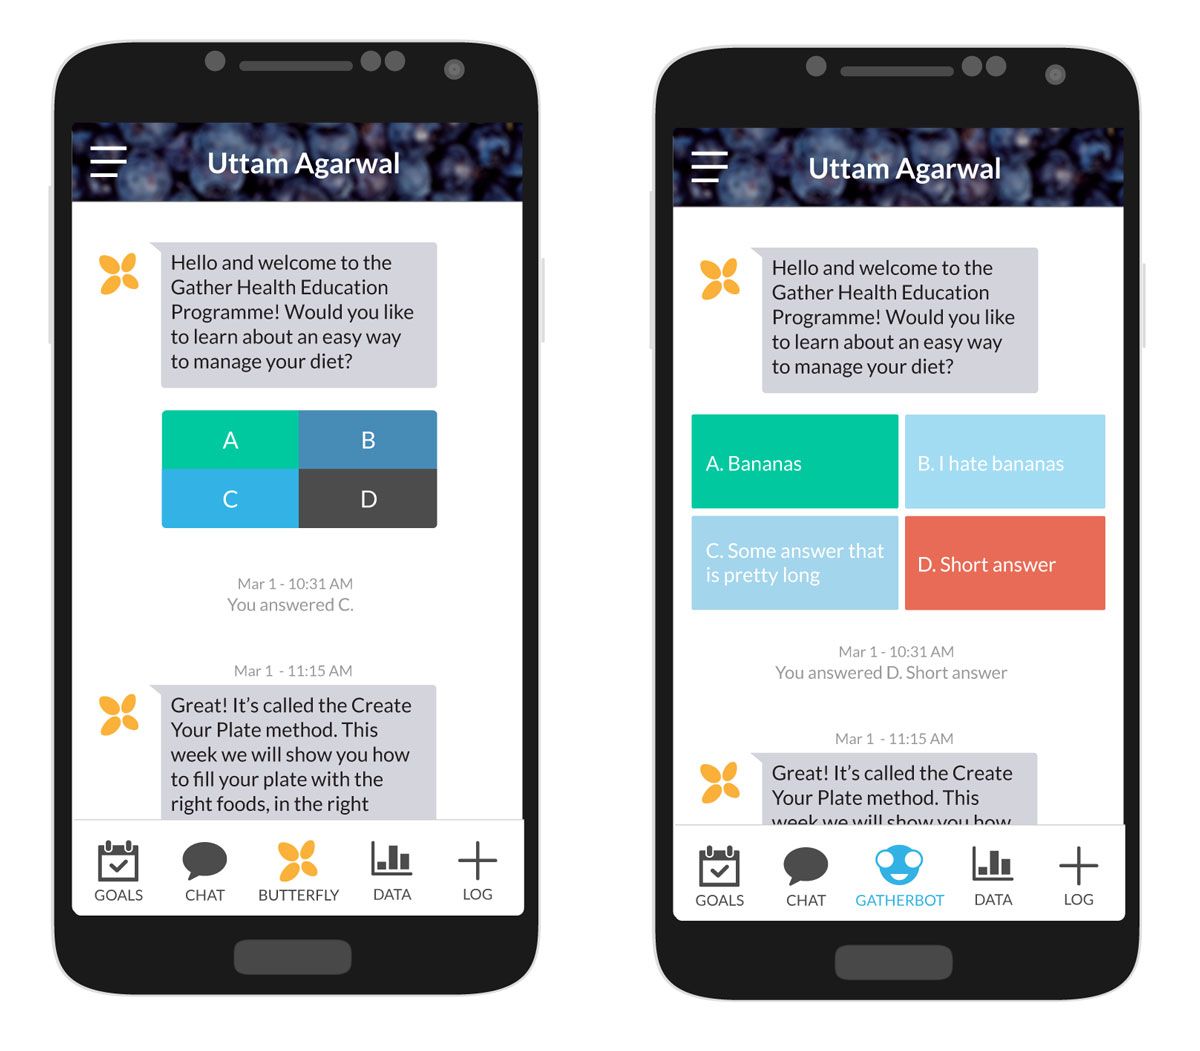 Uttam Agarwal
Hello and welcome to the
Gather Health Education
Programme! Would you like
to learn about an easy way
to manage your diet?
A
B
C
D
Mar 1 - 10:31 AM
You answered C.
Mar 1 - 11:15 AM
Great! It's called the Create
Your Plate method. This
week we will show you how
to fill your plate with the
right foods, in the right
GOALS
CHAT
BUTTERFLY
DATA
LOG
Uttam Agarwal
Hello and welcome to the
Gather Health Education
Programme! Would you like
to learn about an easy way
to manage your diet?
A. Bananas
B. I hate bananas
C. Some answer that
is pretty long
D. Short answer
Mar 1 - 10:31 AM
You answered D. Short answer
Mar 1 - 11:15 AM
Great! It's called the Create
Your Plate method. This
week we will show you how
GOALS
CHAT
GATHERBOT
DATA
LOG